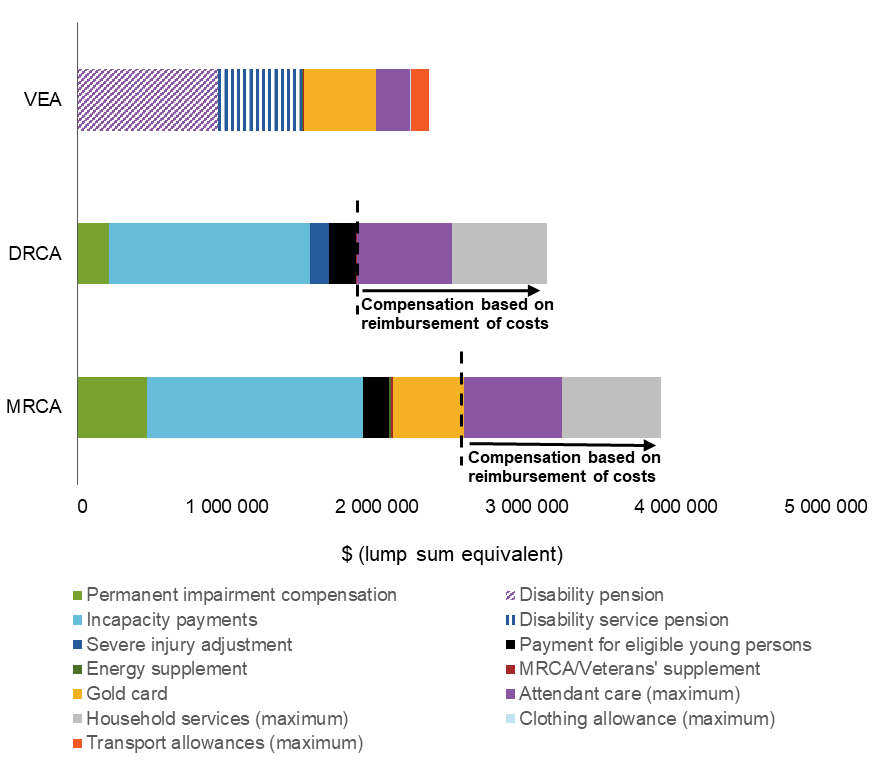 VEA
DRCA
Compensation based on
reimbursement of costs
MRCA
Compensation based on
reimbursement of costs
0 1 000 000 2 000 000 3 000 000 4 000 000 5 000 000
$ (lump sum equivalent)
Permanent impairment compensation Disability pension
Incapacity payments Disability service pension
Severe injury adjustment Payment for eligible young persons
Energy supplement MRCA/Veterans' supplement
Gold card Attendant care (maximum)
Household services (maximum) Clothing allowance (maximum)
Transport allowances (maximum)